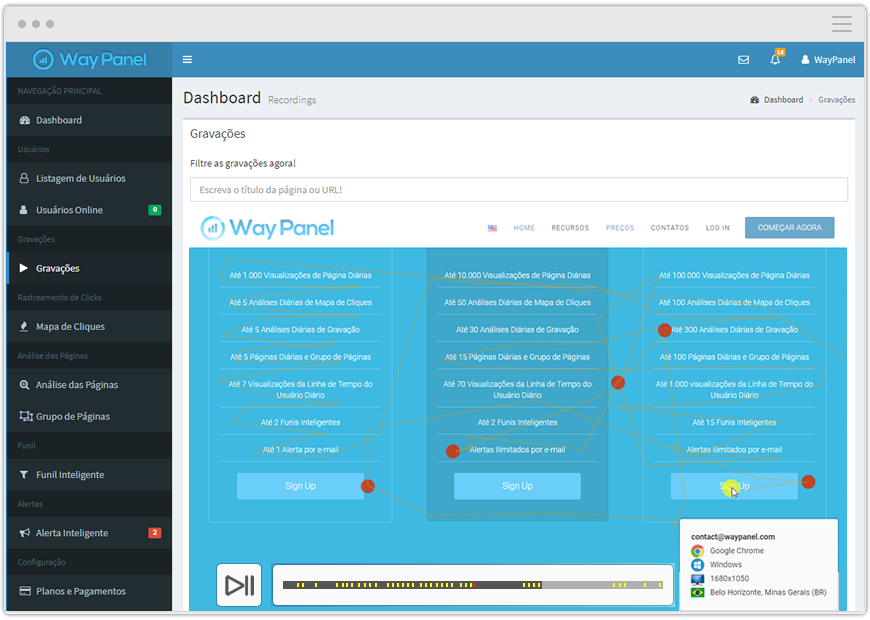 Way Panel
14
WayPanel
NAVEGAÇÃO PRINCIPAL
Dashboard
Usuários
Listagem de Usuários
Usuários Online
0
Gravações
Gravações
Rastreamento de Clicks
Mapa de Cliques
Análise das Páginas
Análise das Páginas
Grupo de Páginas
Funil
Funil Inteligente
Alertas
Alerta Inteligente
2
Configuração
Planos e Pagamentos
Dashboard Recordings
Dashboard > Gravações
Gravações
Filtre as gravações agora!
Escreva o título da página ou URL!
Way Panel
HOME RECURSOS PREÇOS CONTATOS LOG IN COMEÇAR AGORA
Até 1.000 Visualizações de Página Diárias
Até 5 Análises Diárias de Mapa de Cliques
Até 5 Análises Diárias de Gravação
Até 5 Páginas Diárias e Grupo de Páginas
Até 7 Visualizações da Linha de Tempo do
Usuário Diário
Até 2 Funis Inteligentes
Até 1 Alerta por e-mail
Sign Up
Até 10.000 Visualizações de Página Diárias
Até 50 Análises Diárias de Mapa de Cliques
Até 30 Análises Diárias de Gravação
Até 15 Páginas Diárias e Grupo de Páginas
Até 70 Visualizações da Linha de Tempo do
Usuário Diário
Até 2 Funis Inteligentes
Alertas Ilimitados por e-mail
Sign Up
Até 100.000 Visualizações de Página Diárias
Até 100 Análises Diárias de Mapa de Cliques
Até 300 Análises Diárias de Gravação
Até 100 Páginas Diárias e Grupo de Páginas
Até 1.000 visualizações da Linha de Tempo do
Usuário Diário
Até 15 Funis Inteligentes
Alertas ilimitados por e-mail
Sign Up
contact@waypanel.com
Google Chrome
Windows
1680x1050
Belo Horizonte, Minas Gerais (BR)